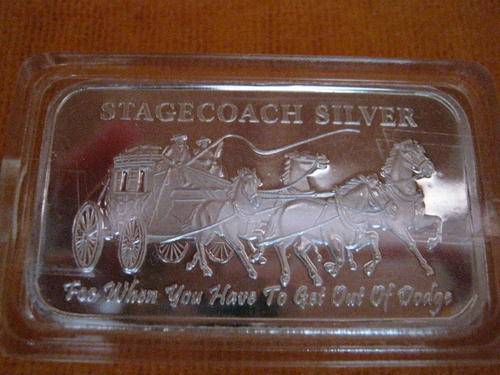 STAGECOACH SILVER
For When You Have To Get Out Of Dodge